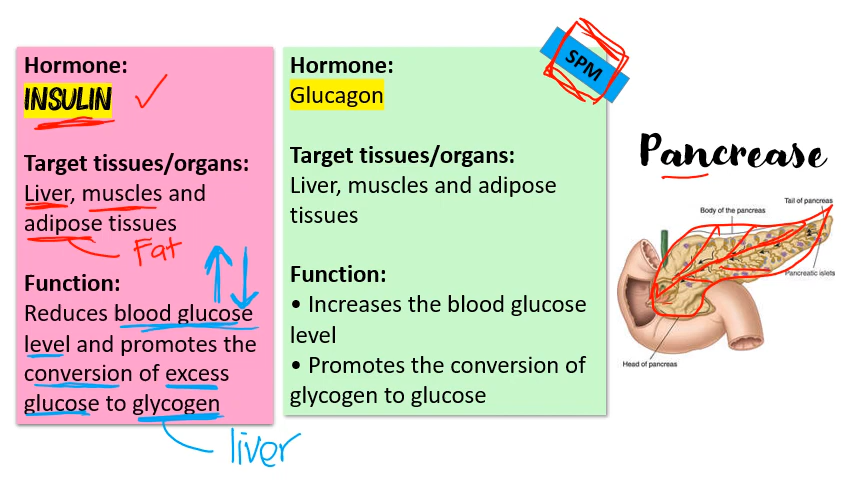 Hormone:
INSULIN
Target tissues/organs:
Liver, muscles and
adipose tissues
Fat
Function:
Reduces blood glucose
level and promotes the
conversion of excess
glucose to glycogen
liver
Hormone:
Glucagon
Target tissues/organs:
Liver, muscles and adipose
tissues
Function:
• Increases the blood glucose
level
• Promotes the conversion of
glycogen to glucose
SPM
Pancrease
Tail of pancreas
Body of the pancreas
Pancreatic islets
Head of pancreas